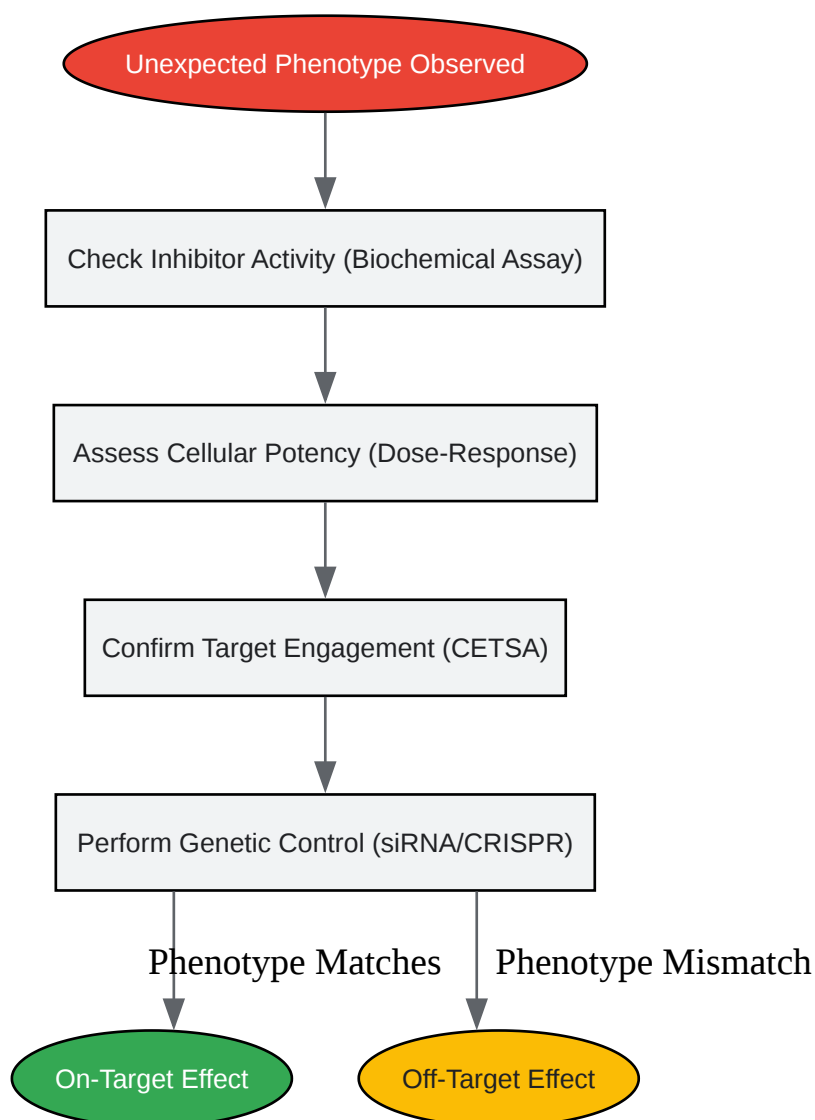 Unexpected Phenotype Observed
Check Inhibitor Activity (Biochemical Assay)
Assess Cellular Potency (Dose-Response)
Confirm Target Engagement (CETSA)
Perform Genetic Control (siRNA/CRISPR)
Phenotype Matches
Phenotype Mismatch
On-Target Effect
Off-Target Effect